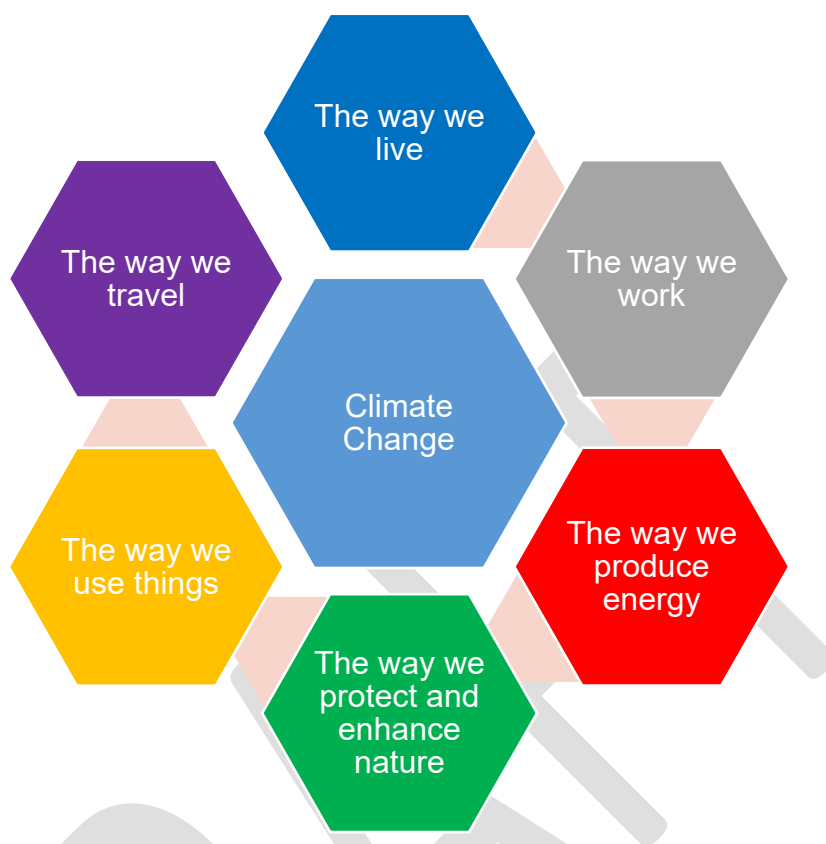 The way we
live
The way we
work
The way we
travel
Climate
Change
The way we
produce
energy
The way we
use things
The way we
protect and
enhance
nature